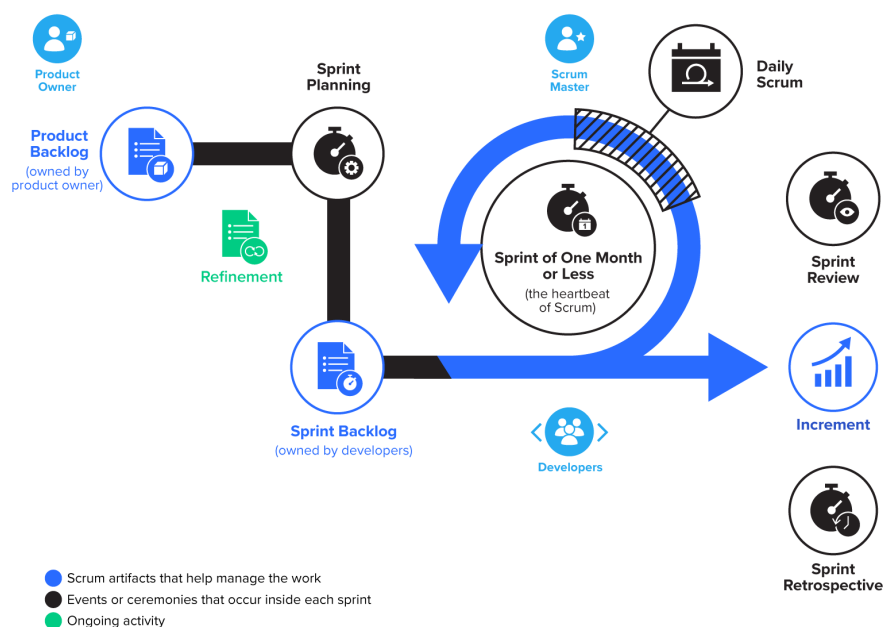 Product
Owner
Product
Backlog
(owned by
product owner)
Sprint
Planning
Refinement
Sprint Backlog
(owned by developers)
Scrum
Master
Daily
Scrum
1
Sprint of One Month
or Less
(the heartbeat
of Scrum)
Developers
Sprint
Review
Increment
Sprint
Retrospective
Scrum artifacts that help manage the work
Events or ceremonies that occur inside each sprint
Ongoing activity